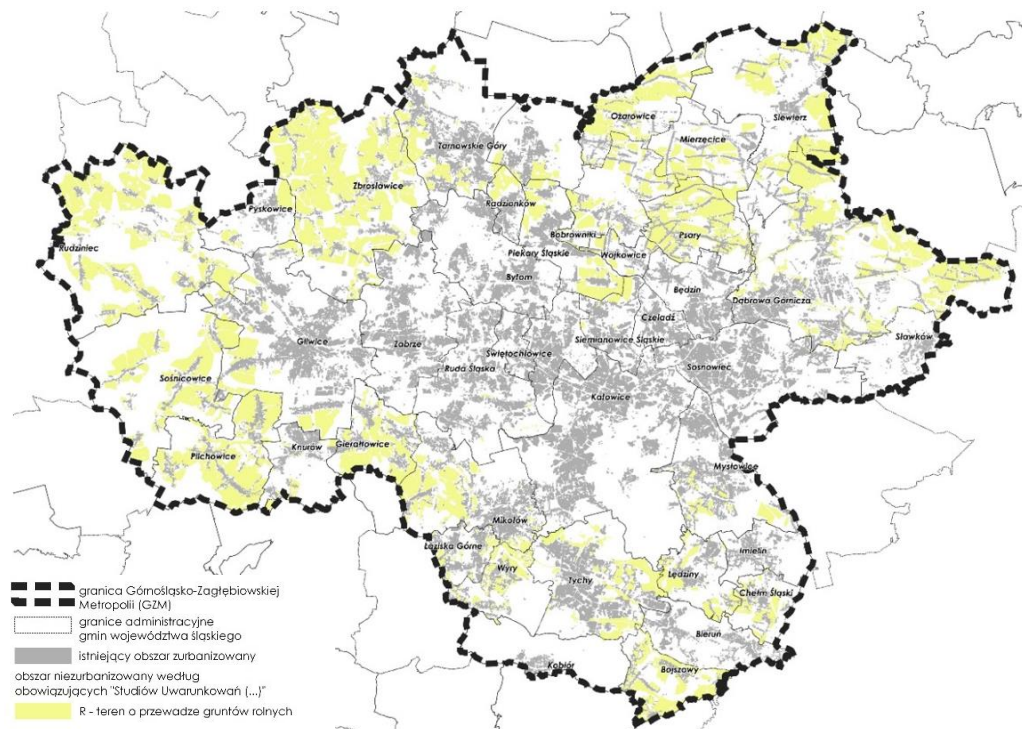 Ożarowice
Siewierz
Mierzęcice
Tarnowskie Góry
Zbrosławice
Radzionków
Pyskowice
Bobrowniki
Psary
Rudziniec
Piekary Śląskie
Wojkowice
Bytom
Będzin
Dąbrowa Górnicza
Czeladź
Sławków
Gliwice
Zabrze
Siemianowice Śląskie
Świętochłowice
Ruda Śląska
Sosnowiec
Sośnicowice
Katowice
Knurów
Gierałtowice
Pilchowice
Mysłowice
Mikołów
Łaziska Górne
Imielin
Wyry
Tychy
Lędziny
Chełm Śląski
Bieruń
Kobiór
Bojszowy
granica Górnośląsko-Zagłębiowskiej
Metropolii (GZM)
granice administracyjne
gmin województwa śląskiego
istniejący obszar zurbanizowany
obszar niezurbanizowany według
obowiązujących "Studiów Uwarunkowań (...)"
R - teren o przewadze gruntów rolnych